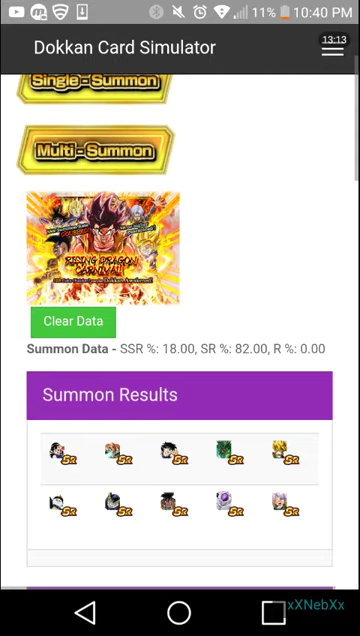 11% 10:40 PM
Dokkan Card Simulator
13:13
Single - Summon
Multi - Summon
RISING DRAGON
CARNIVAL
Clear Data
Summon Data - SSR %: 18.00, SR %: 82.00, R %: 0.00
Summon Results
SR SR SR SR SR
SR SR SR SR SR
xXNebXx